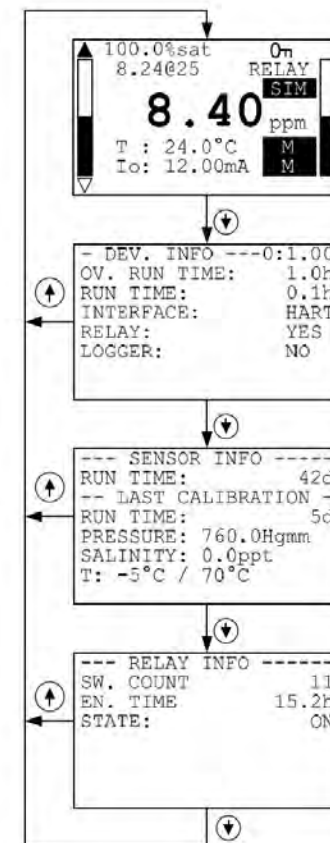 100.0%sat
8.24@25 RELAY
SIM
8.40 ppm
T : 24.0°C M
Io: 12.00mA M
- DEV. INFO ---0:1.00
OV. RUN TIME: 1.0h
RUN TIME: 0.1h
INTERFACE: HART
RELAY: YES
LOGGER: NO
--- SENSOR INFO -----
RUN TIME: 42d
-- LAST CALIBRATION -
RUN TIME: 5d
PRESSURE: 760.0Hgmm
SALINITY: 0.0ppt
T: -5°C / 70°C
--- RELAY INFO ------
SW. COUNT 11
EN. TIME 15.2h
STATE: ON